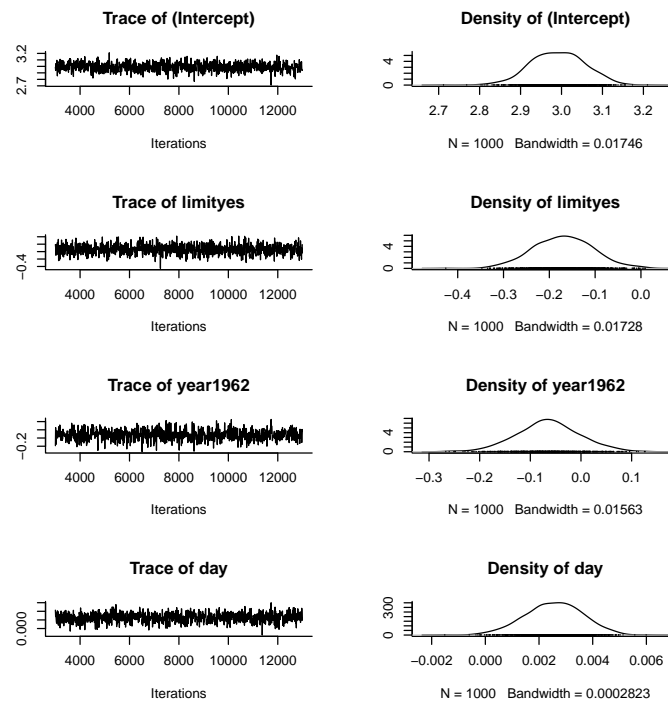 Trace of (Intercept)
3.2
2.7
4000 6000 8000 10000 12000
Iterations
Density of (Intercept)
4
0
2.7 2.8 2.9 3.0 3.1 3.2
N = 1000 Bandwidth = 0.01746
Trace of limityes
−0.4
4000 6000 8000 10000 12000
Iterations
Density of limityes
4
0
−0.4 −0.3 −0.2 −0.1 0.0
N = 1000 Bandwidth = 0.01728
Trace of year1962
−0.2
4000 6000 8000 10000 12000
Iterations
Density of year1962
4
0
−0.3 −0.2 −0.1 0.0 0.1
N = 1000 Bandwidth = 0.01563
Trace of day
0.000
4000 6000 8000 10000 12000
Iterations
Density of day
300
0
−0.002 0.000 0.002 0.004 0.006
N = 1000 Bandwidth = 0.0002823